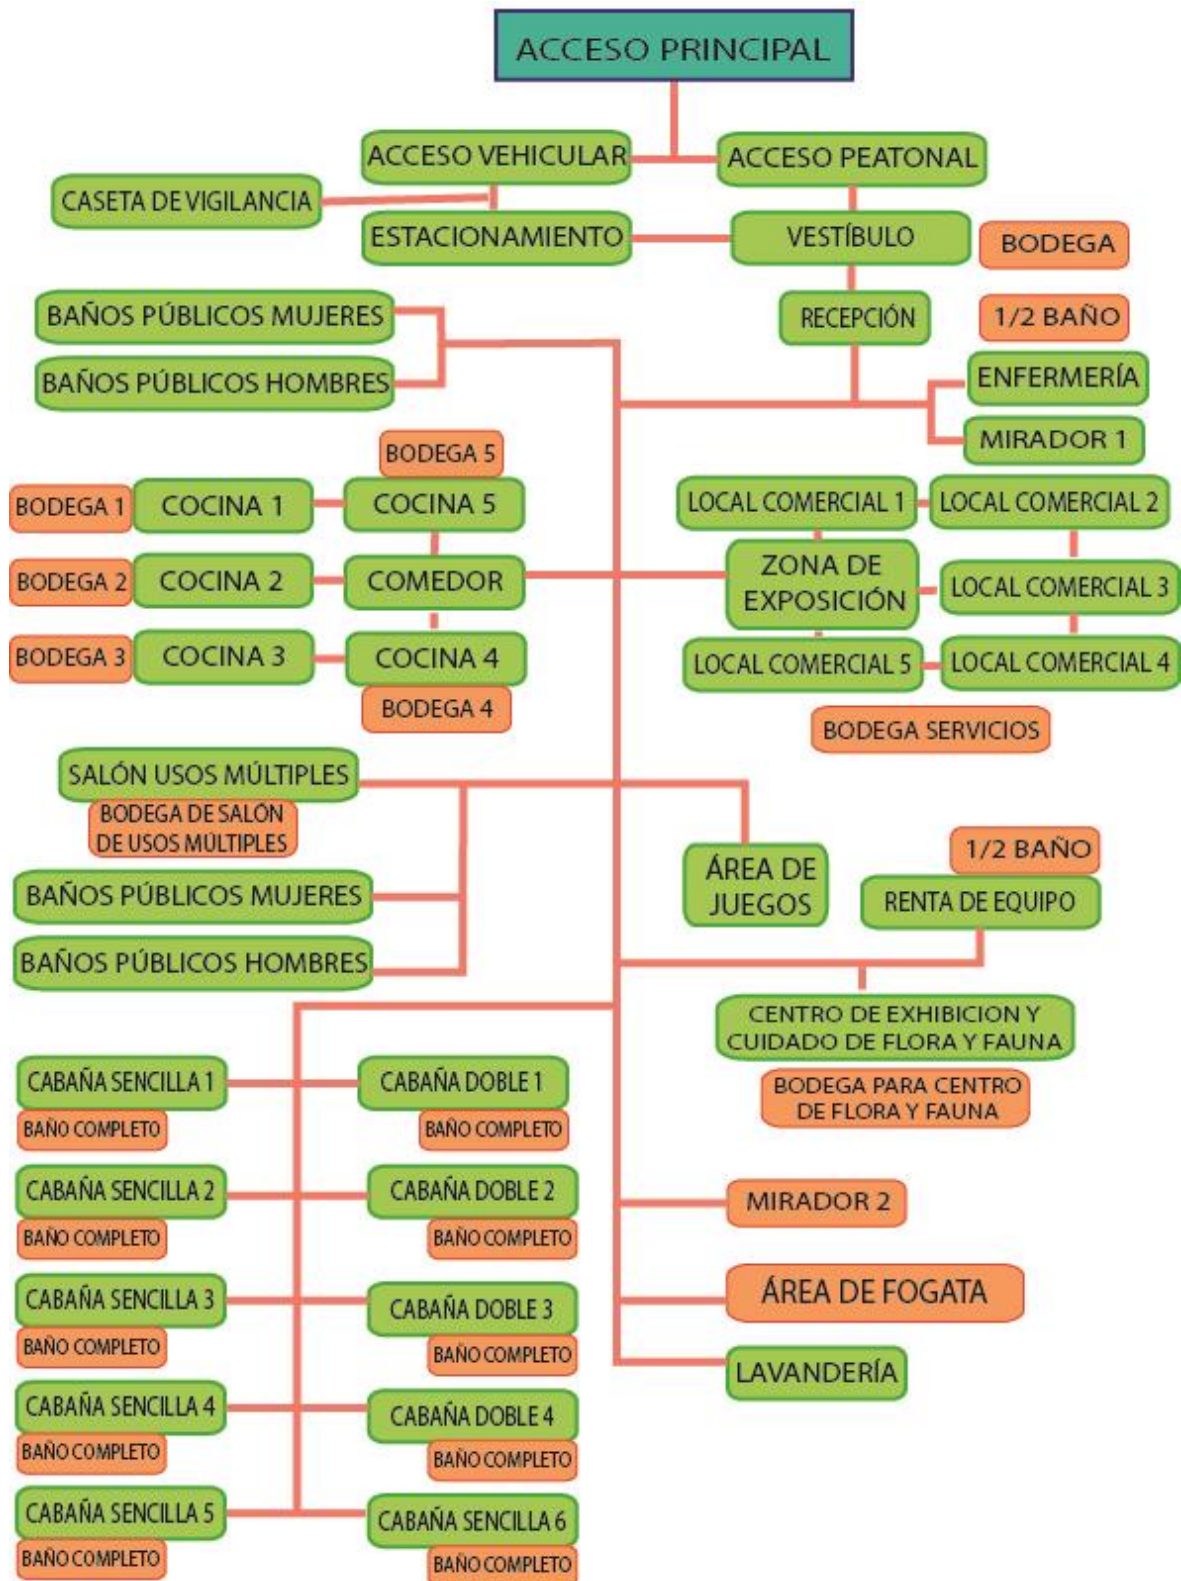 ACCESO PRINCIPAL
ACCESO VEHICULAR
ACCESO PEATONAL
CASETA DE VIGILANCIA
ESTACIONAMIENTO
VESTÍBULO
BODEGA
BAÑOS PÚBLICOS MUJERES
RECEPCIÓN
1/2 BAÑO
BAÑOS PÚBLICOS HOMBRES
ENFERMERÍA
MIRADOR 1
BODEGA 5
BODEGA 1
COCINA 1
COCINA 5
LOCAL COMERCIAL 1
LOCAL COMERCIAL 2
BODEGA 2
COCINA 2
COMEDOR
ZONA DE
EXPOSICIÓN
LOCAL COMERCIAL 3
BODEGA 3
COCINA 3
COCINA 4
LOCAL COMERCIAL 5
LOCAL COMERCIAL 4
BODEGA 4
BODEGA SERVICIOS
SALÓN USOS MÚLTIPLES
BODEGA DE SALÓN
DE USOS MÚLTIPLES
1/2 BAÑO
ÁREA DE
JUEGOS
RENTA DE EQUIPO
BAÑOS PÚBLICOS MUJERES
BAÑOS PÚBLICOS HOMBRES
CENTRO DE EXHIBICION Y
CUIDADO DE FLORA Y FAUNA
BODEGA PARA CENTRO
DE FLORA Y FAUNA
CABAÑA SENCILLA 1
CABAÑA DOBLE 1
BAÑO COMPLETO
BAÑO COMPLETO
CABAÑA SENCILLA 2
CABAÑA DOBLE 2
MIRADOR 2
BAÑO COMPLETO
BAÑO COMPLETO
CABAÑA SENCILLA 3
CABAÑA DOBLE 3
ÁREA DE FOGATA
BAÑO COMPLETO
BAÑO COMPLETO
LAVANDERÍA
CABAÑA SENCILLA 4
CABAÑA DOBLE 4
BAÑO COMPLETO
BAÑO COMPLETO
CABAÑA SENCILLA 5
CABAÑA SENCILLA 6
BAÑO COMPLETO
BAÑO COMPLETO